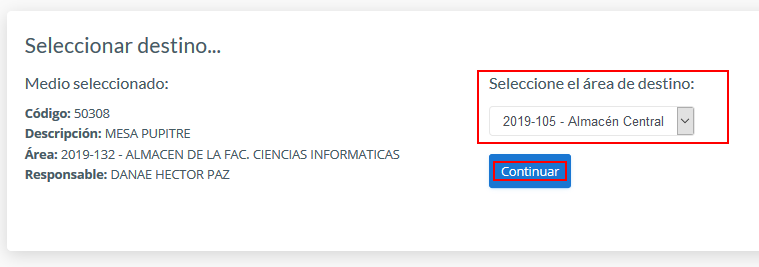 Seleccionar destino...
Medio seleccionado:
Código: 50308
Descripción: MESA PUPITRE
Área: 2019-132 - ALMACEN DE LA FAC. CIENCIAS INFORMATICAS
Responsable: DANAE HECTOR PAZ
Seleccione el área de destino:
2019-105 - Almacén Central
Continuar